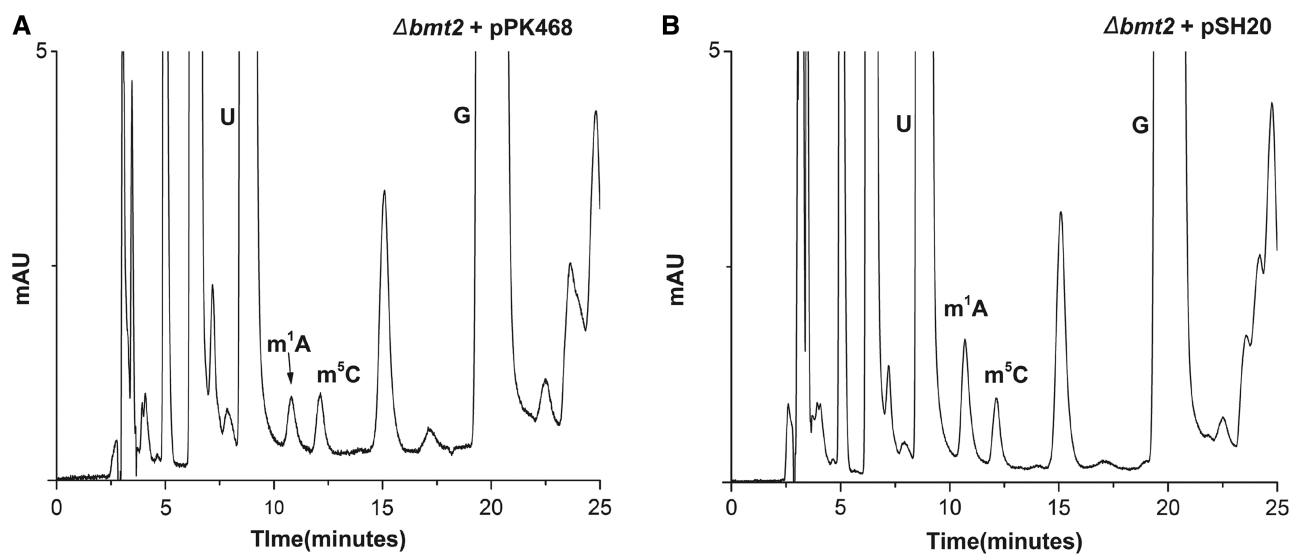 A
Δbmt2 + pPK468
5
mAU
U
G
m¹A
m⁵C
0 5 10 15 20 25
TIme(minutes)
B
Δbmt2 + pSH20
5
mAU
U
G
m¹A
m⁵C
0 5 10 15 20 25
Time(minutes)